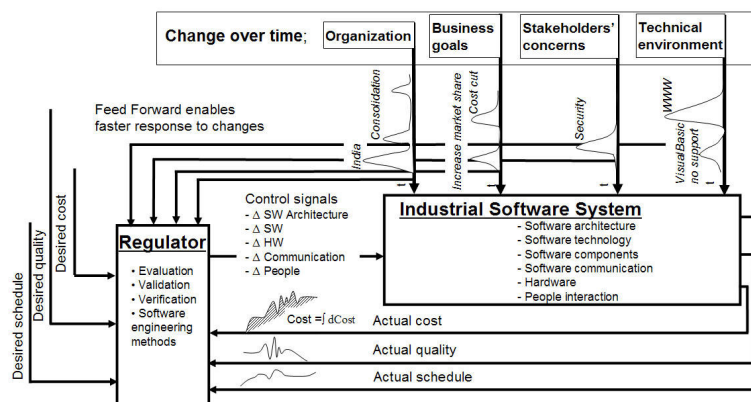 Change over time;
Organization
Business
goals
Stakeholders'
concerns
Technical
environment
Consolidation
India
t
Cost cut
Increase market share
t
Security
t
WWW
VisualBasic
no support
t
Feed Forward enables
faster response to changes
Desired schedule
Desired quality
Desired cost
Regulator
• Evaluation
• Validation
• Verification
• Software
engineering
methods
Control signals
- Δ SW Architecture
- Δ SW
- Δ HW
- Δ Communication
- Δ People
Industrial Software System
- Software architecture
- Software technology
- Software components
- Software communication
- Hardware
- People interaction
Cost =∫ dCost
Actual cost
Actual quality
Actual schedule